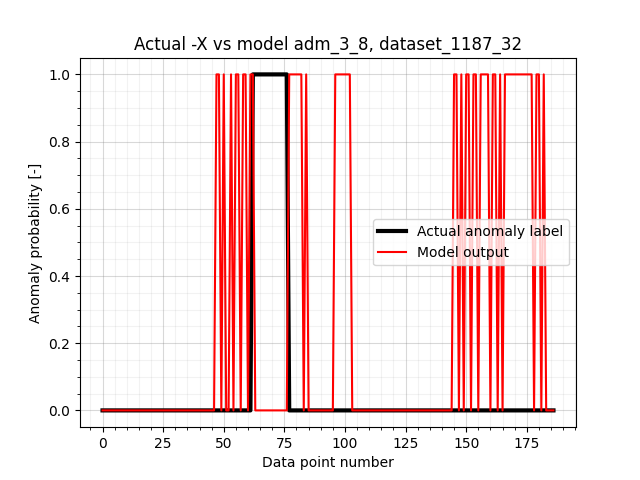 Actual -X vs model adm_3_8, dataset_1187_32
Anomaly probability [-]
1.0
0.8
0.6
0.4
0.2
0.0
Actual anomaly label
Model output
0 25 50 75 100 125 150 175
Data point number